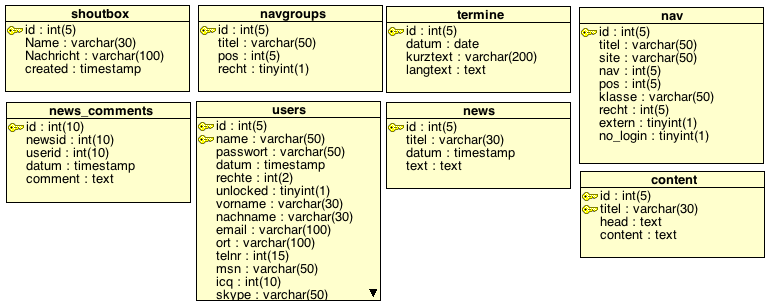 shoutbox
id : int(5)
Name : varchar(30)
Nachricht : varchar(100)
created : timestamp
navgroups
id : int(5)
titel : varchar(50)
pos : int(5)
recht : tinyint(1)
termine
id : int(5)
datum : date
kurztext : varchar(200)
langtext : text
nav
id : int(5)
titel : varchar(50)
site : varchar(50)
nav : int(5)
pos : int(5)
klasse : varchar(50)
recht : int(5)
extern : tinyint(1)
no_login : tinyint(1)
news_comments
id : int(10)
newsid : int(10)
userid : int(10)
datum : timestamp
comment : text
users
id : int(5)
name : varchar(50)
passwort : varchar(50)
datum : timestamp
rechte : int(2)
unlocked : tinyint(1)
vorname : varchar(30)
nachname : varchar(30)
email : varchar(100)
ort : varchar(100)
telnr : int(15)
msn : varchar(50)
icq : int(10)
skype : varchar(50)
news
id : int(5)
titel : varchar(30)
datum : timestamp
text : text
content
id : int(5)
titel : varchar(30)
head : text
content : text